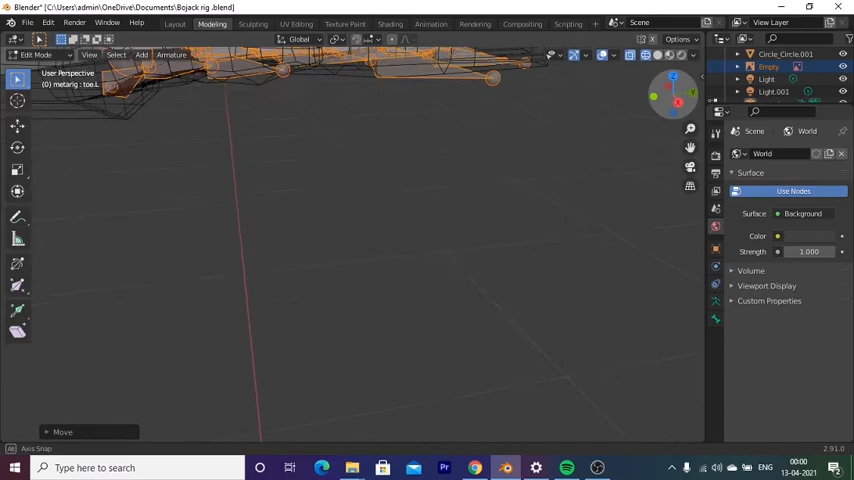 Blender* [C:\Users\admin\OneDrive\Documents\Bojack rig .blend]
File Edit Render Window Help Layout Modeling Sculpting UV Editing Texture Paint Shading Animation Rendering Compositing Scripting + Scene View Layer
Global Options
Edit Mode View Select Add Armature
User Perspective
(0) metarig : toe.L
Circle_Circle.001
Empty
Light
Light.001
Z
Y
X
Scene World
World
Surface
Use Nodes
Surface Background
Color
Strength 1.000
Volume
Viewport Display
Custom Properties
Move
Alt Axis Snap 2.91.0
Type here to search
Pr
ENG
00:00
13-04-2021
2